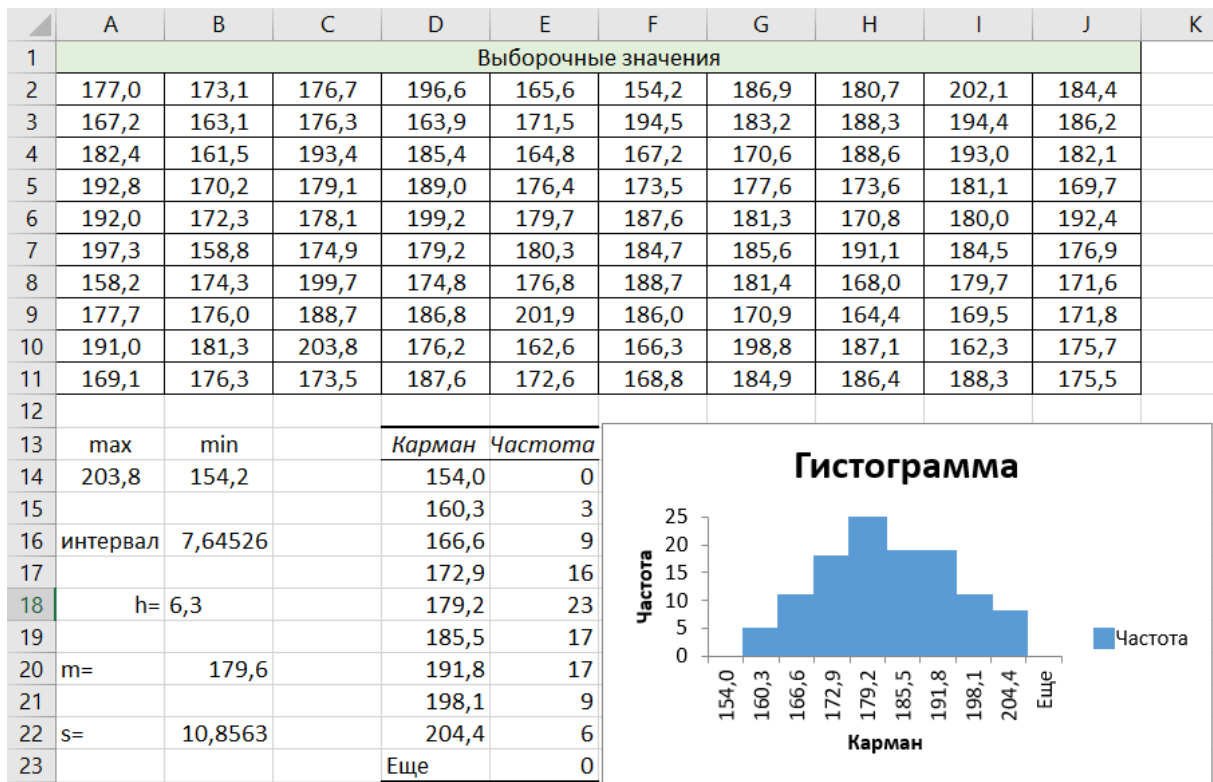 A B C D E F G H I J K
1 Выборочные значения
2 177,0 173,1 176,7 196,6 165,6 154,2 186,9 180,7 202,1 184,4
3 167,2 163,1 176,3 163,9 171,5 194,5 183,2 188,3 194,4 186,2
4 182,4 161,5 193,4 185,4 164,8 167,2 170,6 188,6 193,0 182,1
5 192,8 170,2 179,1 189,0 176,4 173,5 177,6 173,6 181,1 169,7
6 192,0 172,3 178,1 199,2 179,7 187,6 181,3 170,8 180,0 192,4
7 197,3 158,8 174,9 179,2 180,3 184,7 185,6 191,1 184,5 176,9
8 158,2 174,3 199,7 174,8 176,8 188,7 181,4 168,0 179,7 171,6
9 177,7 176,0 188,7 186,8 201,9 186,0 170,9 164,4 169,5 171,8
10 191,0 181,3 203,8 176,2 162,6 166,3 198,8 187,1 162,3 175,7
11 169,1 176,3 173,5 187,6 172,6 168,8 184,9 186,4 188,3 175,5
12
13 max min Карман Частота
14 203,8 154,2 154,0 0
15 160,3 3
16 интервал 7,64526 166,6 9
17 172,9 16
18 h= 6,3 179,2 23
19 185,5 17
20 m= 179,6 191,8 17
21 198,1 9
22 s= 10,8563 204,4 6
23 Еще 0
Гистограмма
Частота
25
20
15
10
5
0
154,0 160,3 166,6 172,9 179,2 185,5 191,8 198,1 204,4 Еще
Карман
Частота